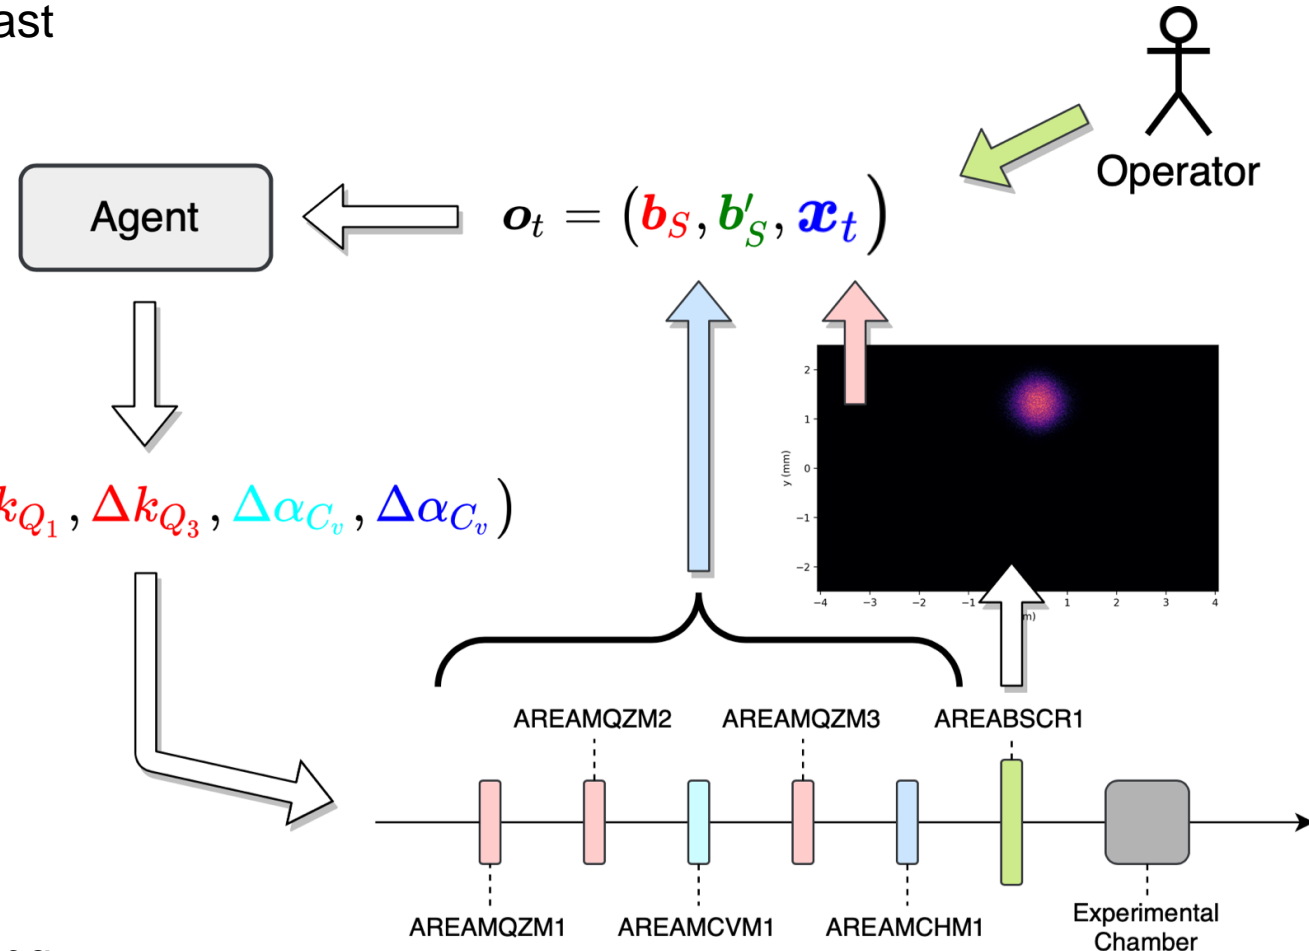 ast
Operator
Agent
o_t = (b_S, b'_S, x_t)
k_{Q_1}, Δk_{Q_3}, Δα_{C_v}, Δα_{C_v})
y (mm)
2
1
0
−1
−2
−4 −3 −2 −1 1 2 3 4
m)
AREAMQZM2 AREAMQZM3 AREABSCR1
AREAMQZM1 AREAMCVM1 AREAMCHM1
Experimental
Chamber